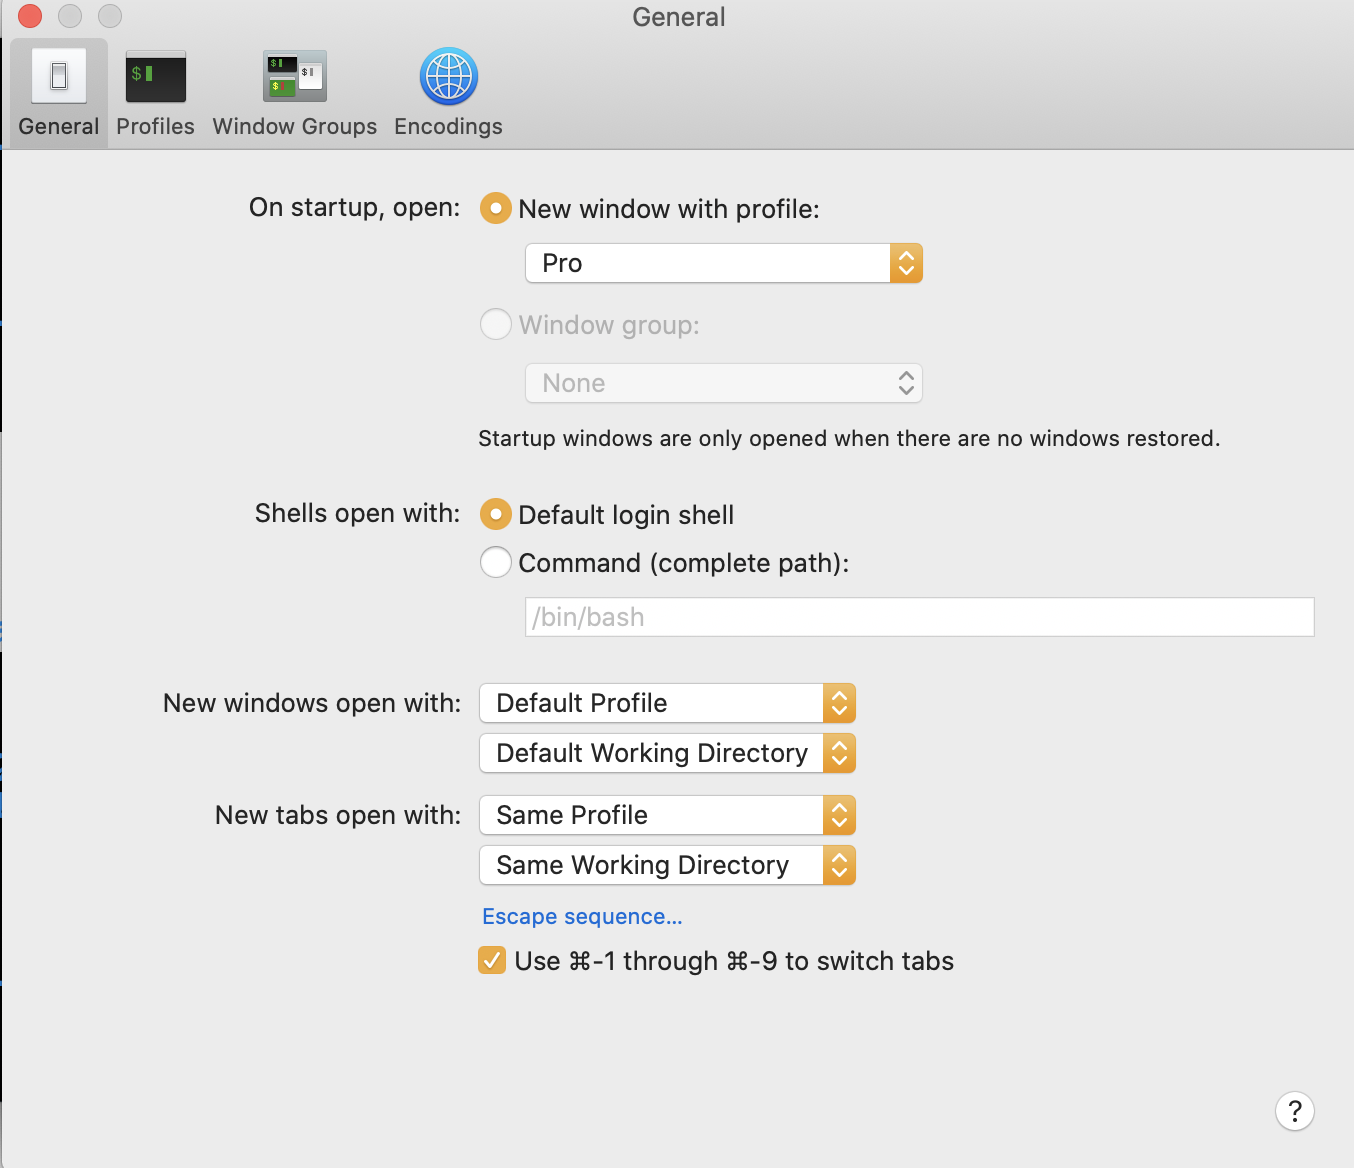 General
General Profiles Window Groups Encodings
On startup, open: New window with profile:
Pro
Window group:
None
Startup windows are only opened when there are no windows restored.
Shells open with: Default login shell
Command (complete path):
/bin/bash
New windows open with: Default Profile
Default Working Directory
New tabs open with: Same Profile
Same Working Directory
Escape sequence...
Use ⌘-1 through ⌘-9 to switch tabs
?